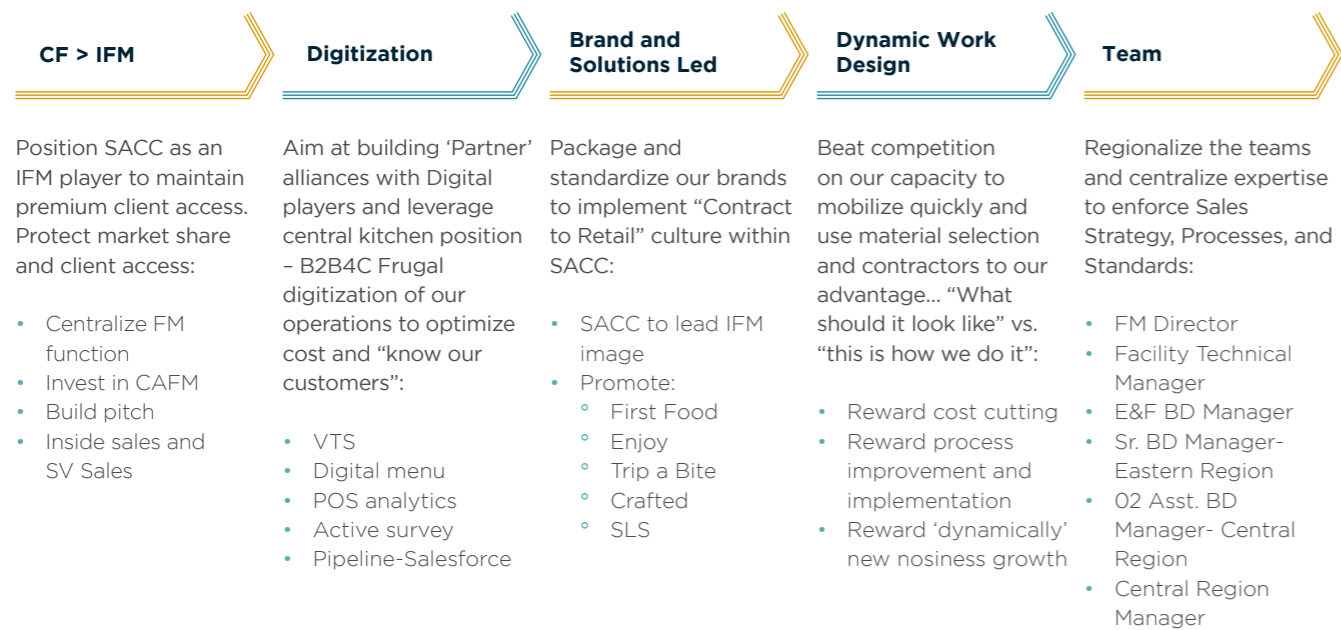 CF > IFM
Position SACC as an
IFM player to maintain
premium client access.
Protect market share
and client access:
• Centralize FM
function
• Invest in CAFM
• Build pitch
• Inside sales and
SV Sales
Digitization
Aim at building ‘Partner’
alliances with Digital
players and leverage
central kitchen position
– B2B4C Frugal
digitization of our
operations to optimize
cost and “know our
customers”:
• VTS
• Digital menu
• POS analytics
• Active survey
• Pipeline-Salesforce
Brand and
Solutions Led
Package and
standardize our brands
to implement “Contract
to Retail” culture within
SACC:
• SACC to lead IFM
image
• Promote:
° First Food
° Enjoy
° Trip a Bite
° Crafted
° SLS
Dynamic Work
Design
Beat competition
on our capacity to
mobilize quickly and
use material selection
and contractors to our
advantage... “What
should it look like” vs.
“this is how we do it”:
• Reward cost cutting
• Reward process
improvement and
implementation
• Reward ‘dynamically’
new nosiness growth
Team
Regionalize the teams
and centralize expertise
to enforce Sales
Strategy, Processes, and
Standards:
• FM Director
• Facility Technical
Manager
• E&F BD Manager
• Sr. BD Manager-
Eastern Region
• 02 Asst. BD
Manager- Central
Region
• Central Region
Manager